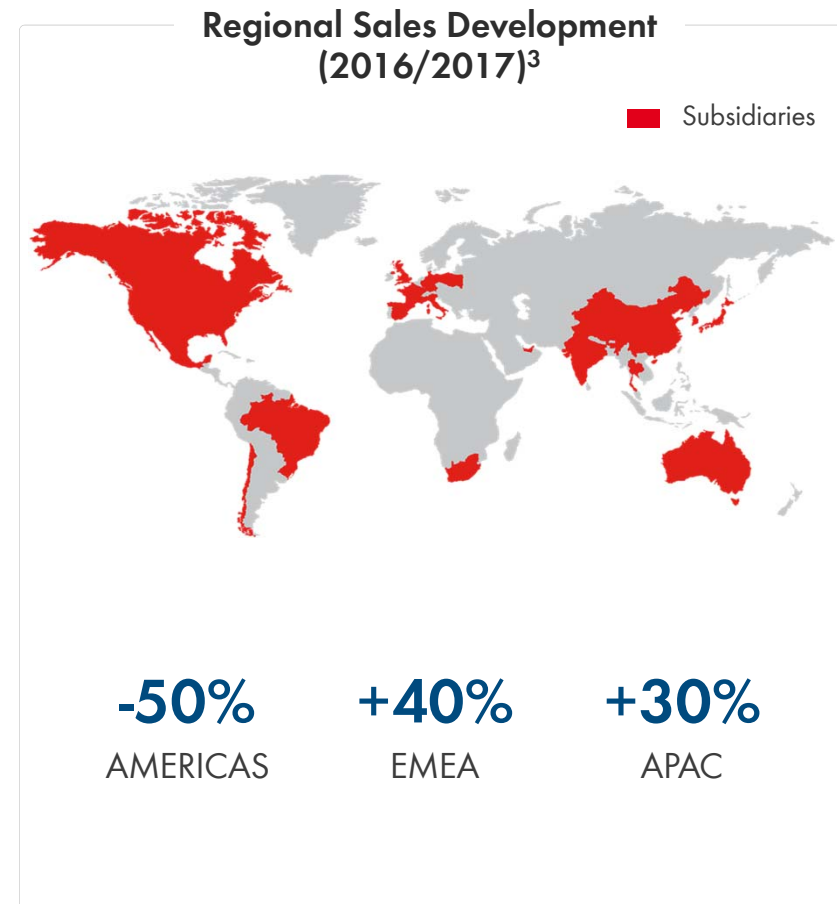 Regional Sales Development
(2016/2017)³
Subsidiaries
-50%
+40%
+30%
AMERICAS
EMEA
APAC